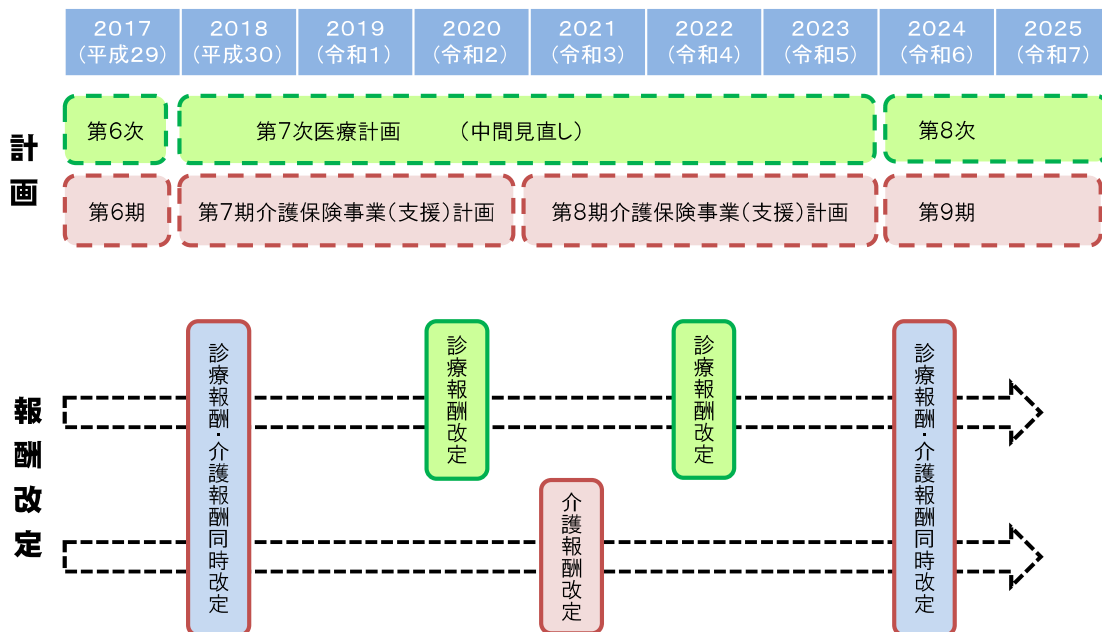 2017
(平成29)
2018
(平成30)
2019
(令和1)
2020
(令和2)
2021
(令和3)
2022
(令和4)
2023
(令和5)
2024
(令和6)
2025
(令和7)
計画
第6次
第7次医療計画 (中間見直し)
第8次
第6期
第7期介護保険事業(支援)計画
第8期介護保険事業(支援)計画
第9期
報酬改定
診療報酬・介護報酬同時改定
診療報酬改定
介護報酬改定
診療報酬改定
診療報酬・介護報酬同時改定